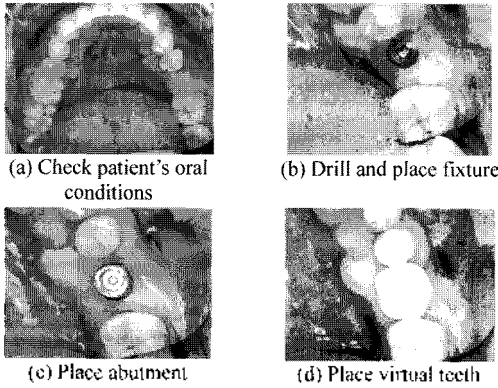 (a) Check patient's oral
conditions
(b) Drill and place fixture
(c) Place abutment
(d) Place virtual teeth